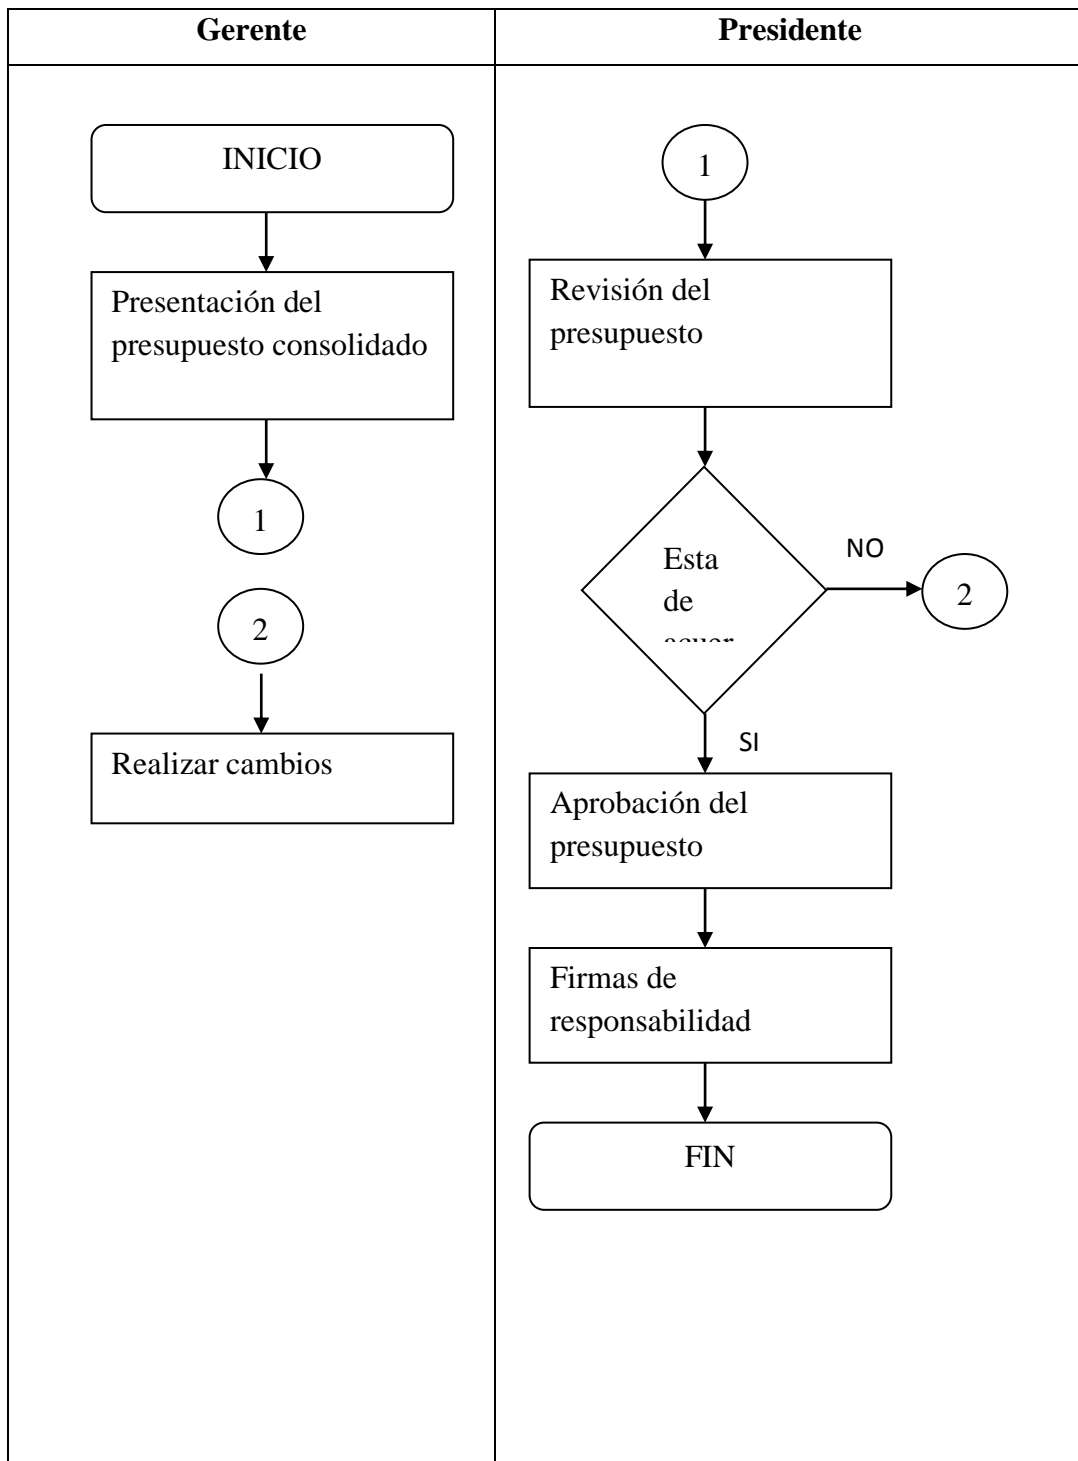 Gerente
Presidente
INICIO
Presentación del
presupuesto consolidado
1
2
Realizar cambios
1
Revisión del
presupuesto
Esta
de
acuer
NO
2
SI
Aprobación del
presupuesto
Firmas de
responsabilidad
FIN